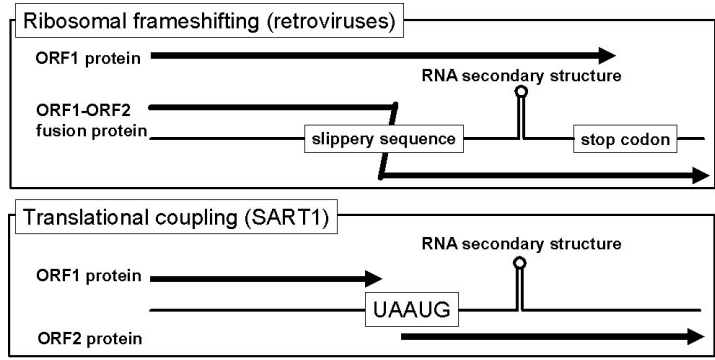 Ribosomal frameshifting (retroviruses)
ORF1 protein
RNA secondary structure
ORF1-ORF2
fusion protein
slippery sequence
stop codon
Translational coupling (SART1)
RNA secondary structure
ORF1 protein
UAAUG
ORF2 protein